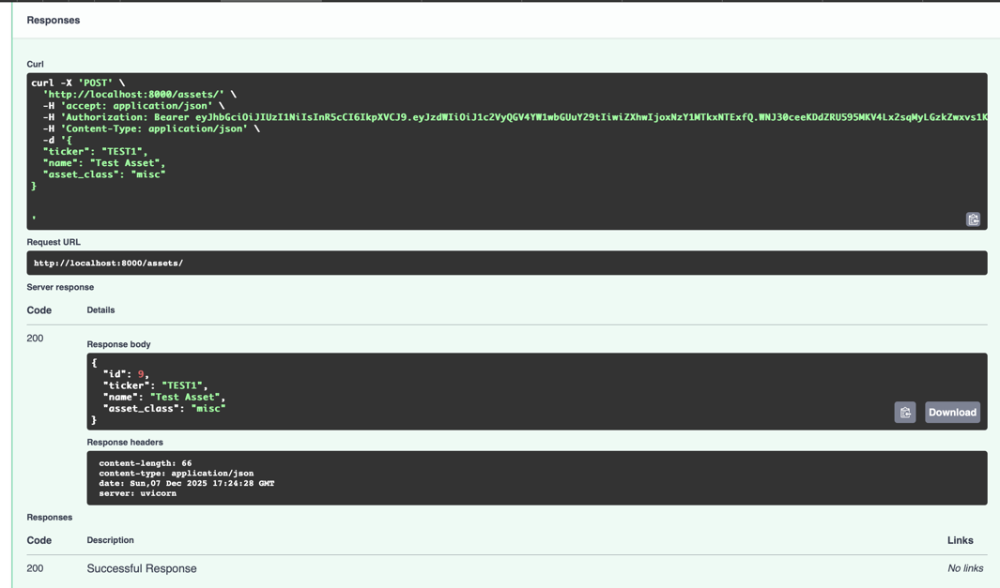 Responses
Curl
curl -X 'POST' \
'http://localhost:8000/assets/' \
-H 'accept: application/json' \
-H 'Authorization: Bearer eyJhbGciOiJIUzI1NiIsInR5cCI6IkpXVCJ9.eyJzdWIiOiJ1c2VyQGV4YW1wbGUuY29tIiwiZXhwIjoxNzY1MTkxNTExfQ.WNJ30ceeKDdZRU595MKV4Lx2sqMyLGzkZwxvs1K
-H 'Content-Type: application/json' \
-d '{
"ticker": "TEST1",
"name": "Test Asset",
"asset_class": "misc"
}
'
Request URL
http://localhost:8000/assets/
Server response
Code Details
200
Response body
{
"id": 9,
"ticker": "TEST1",
"name": "Test Asset",
"asset_class": "misc"
}
Download
Response headers
content-length: 66
content-type: application/json
date: Sun,07 Dec 2025 17:24:28 GMT
server: uvicorn
Responses
Code Description Links
200 Successful Response No links